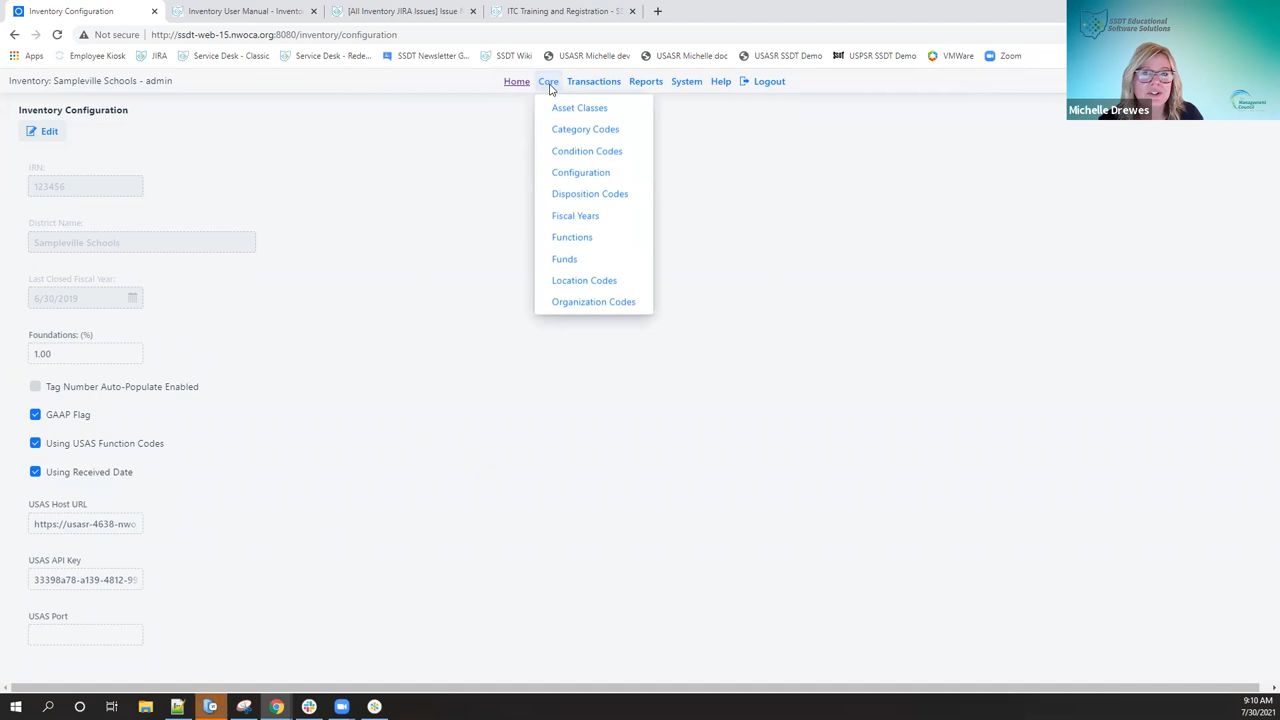 Inventory Configuration
Inventory User Manual - Invento
[All Inventory JIRA Issues] Issue
ITC Training and Registration - SS
Not secure
http://ssdt-web-15.nwoca.org:8080/inventory/configuration
Apps
Employee Kiosk
JIRA
Service Desk - Classic
Service Desk - Rede...
SSDT Newsletter G...
SSDT Wiki
USASR Michelle dev
USASR Michelle doc
USASR SSDT Demo
USPSR SSDT Demo
VMWare
Zoom
SSDT Educational
Software Solutions
Management
Council
Michelle Drewes
Inventory: Sampleville Schools - admin
Home
Core
Transactions
Reports
System
Help
Logout
Asset Classes
Category Codes
Condition Codes
Configuration
Disposition Codes
Fiscal Years
Functions
Funds
Location Codes
Organization Codes
Inventory Configuration
Edit
IRN:
123456
District Name:
Sampleville Schools
Last Closed Fiscal Year:
6/30/2019
Foundations: (%)
1.00
Tag Number Auto-Populate Enabled
GAAP Flag
Using USAS Function Codes
Using Received Date
USAS Host URL
https://usasr-4638-nwo
USAS API Key
33398a78-a139-4812-99
USAS Port
9:10 AM
7/30/2021